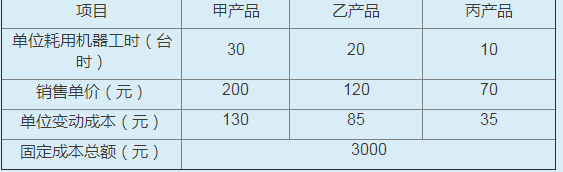 项目 甲产品 乙产品 丙产品
单位耗用机器工时（台
时） 30 20 10
销售单价（元） 200 120 70
单位变动成本（元） 130 85 35
固定成本总额（元） 3000